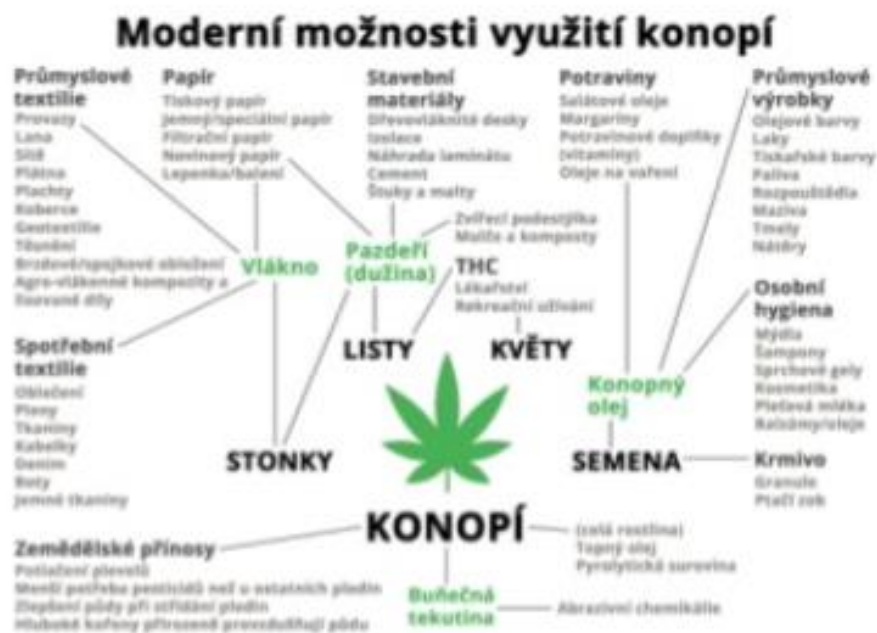 Moderní možnosti využití konopí
Průmyslové
textilie
Provazy
Lana
Sítě
Plátna
Plachty
Koberce
Geotextilie
Těsnění
Brzdové/spojkové obložení
Agro-vlákenné kompozity a
lisované díly
Papír
Tiskový papír
Jemný/speciální papír
Filtrační papír
Novinový papír
Lepenka/balení
Stavební
materiály
Dřevovláknité desky
Izolace
Náhrada laminátu
Cement
Štuky a malty
Potraviny
Salátové oleje
Margaríny
Potravinové doplňky
(vitamíny)
Oleje na vaření
Průmyslové
výrobky
Olejové barvy
Laky
Tiskařské barvy
Paliva
Rozpouštědla
Maziva
Tmely
Nátěry
Zvířecí podestýlka
Mulče a komposty
Vlákno
Pazdeří
(dužina)
THC
Lékařství
Rekreační užívání
Osobní
hygiena
Mýdla
Šampony
Sprchové gely
Kosmetika
Pleťová mléka
Balzámy/oleje
LISTY
KVĚTY
Spotřební
textilie
Oblečení
Pleny
Tkaniny
Kabelky
Denim
Boty
Jemné tkaniny
Konopný
olej
STONKY
SEMENA
Krmivo
Granule
Ptačí zob
KONOPÍ
(celá rostlina)
Topný olej
Pyrolytická surovina
Zemědělské přínosy
Potlačení plevelů
Menší potřeba pesticidů než u ostatních plodin
Zlepšení půdy při střídání plodin
Hluboké kořeny přirozeně provzdušňují půdu
Buňečná
tekutina
Abrazivní chemikálie